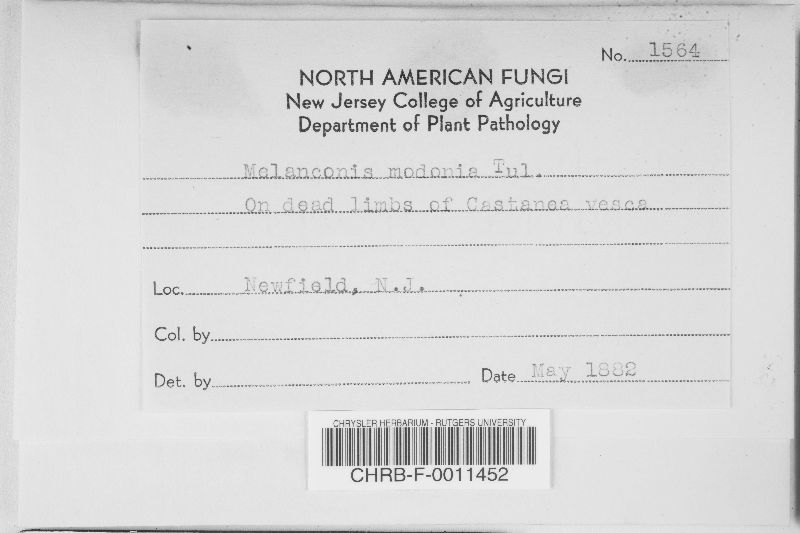 No. 1564
NORTH AMERICAN FUNGI
New Jersey College of Agriculture
Department of Plant Pathology
Melanconis modonia Tul.
On dead limbs of Castanea vesca
Loc. Newfield, N.J.
Col. by
Det. by Date May 1882
CHRYSLER HERBARIUM - RUTGERS UNIVERSITY
CHRB-F-0011452